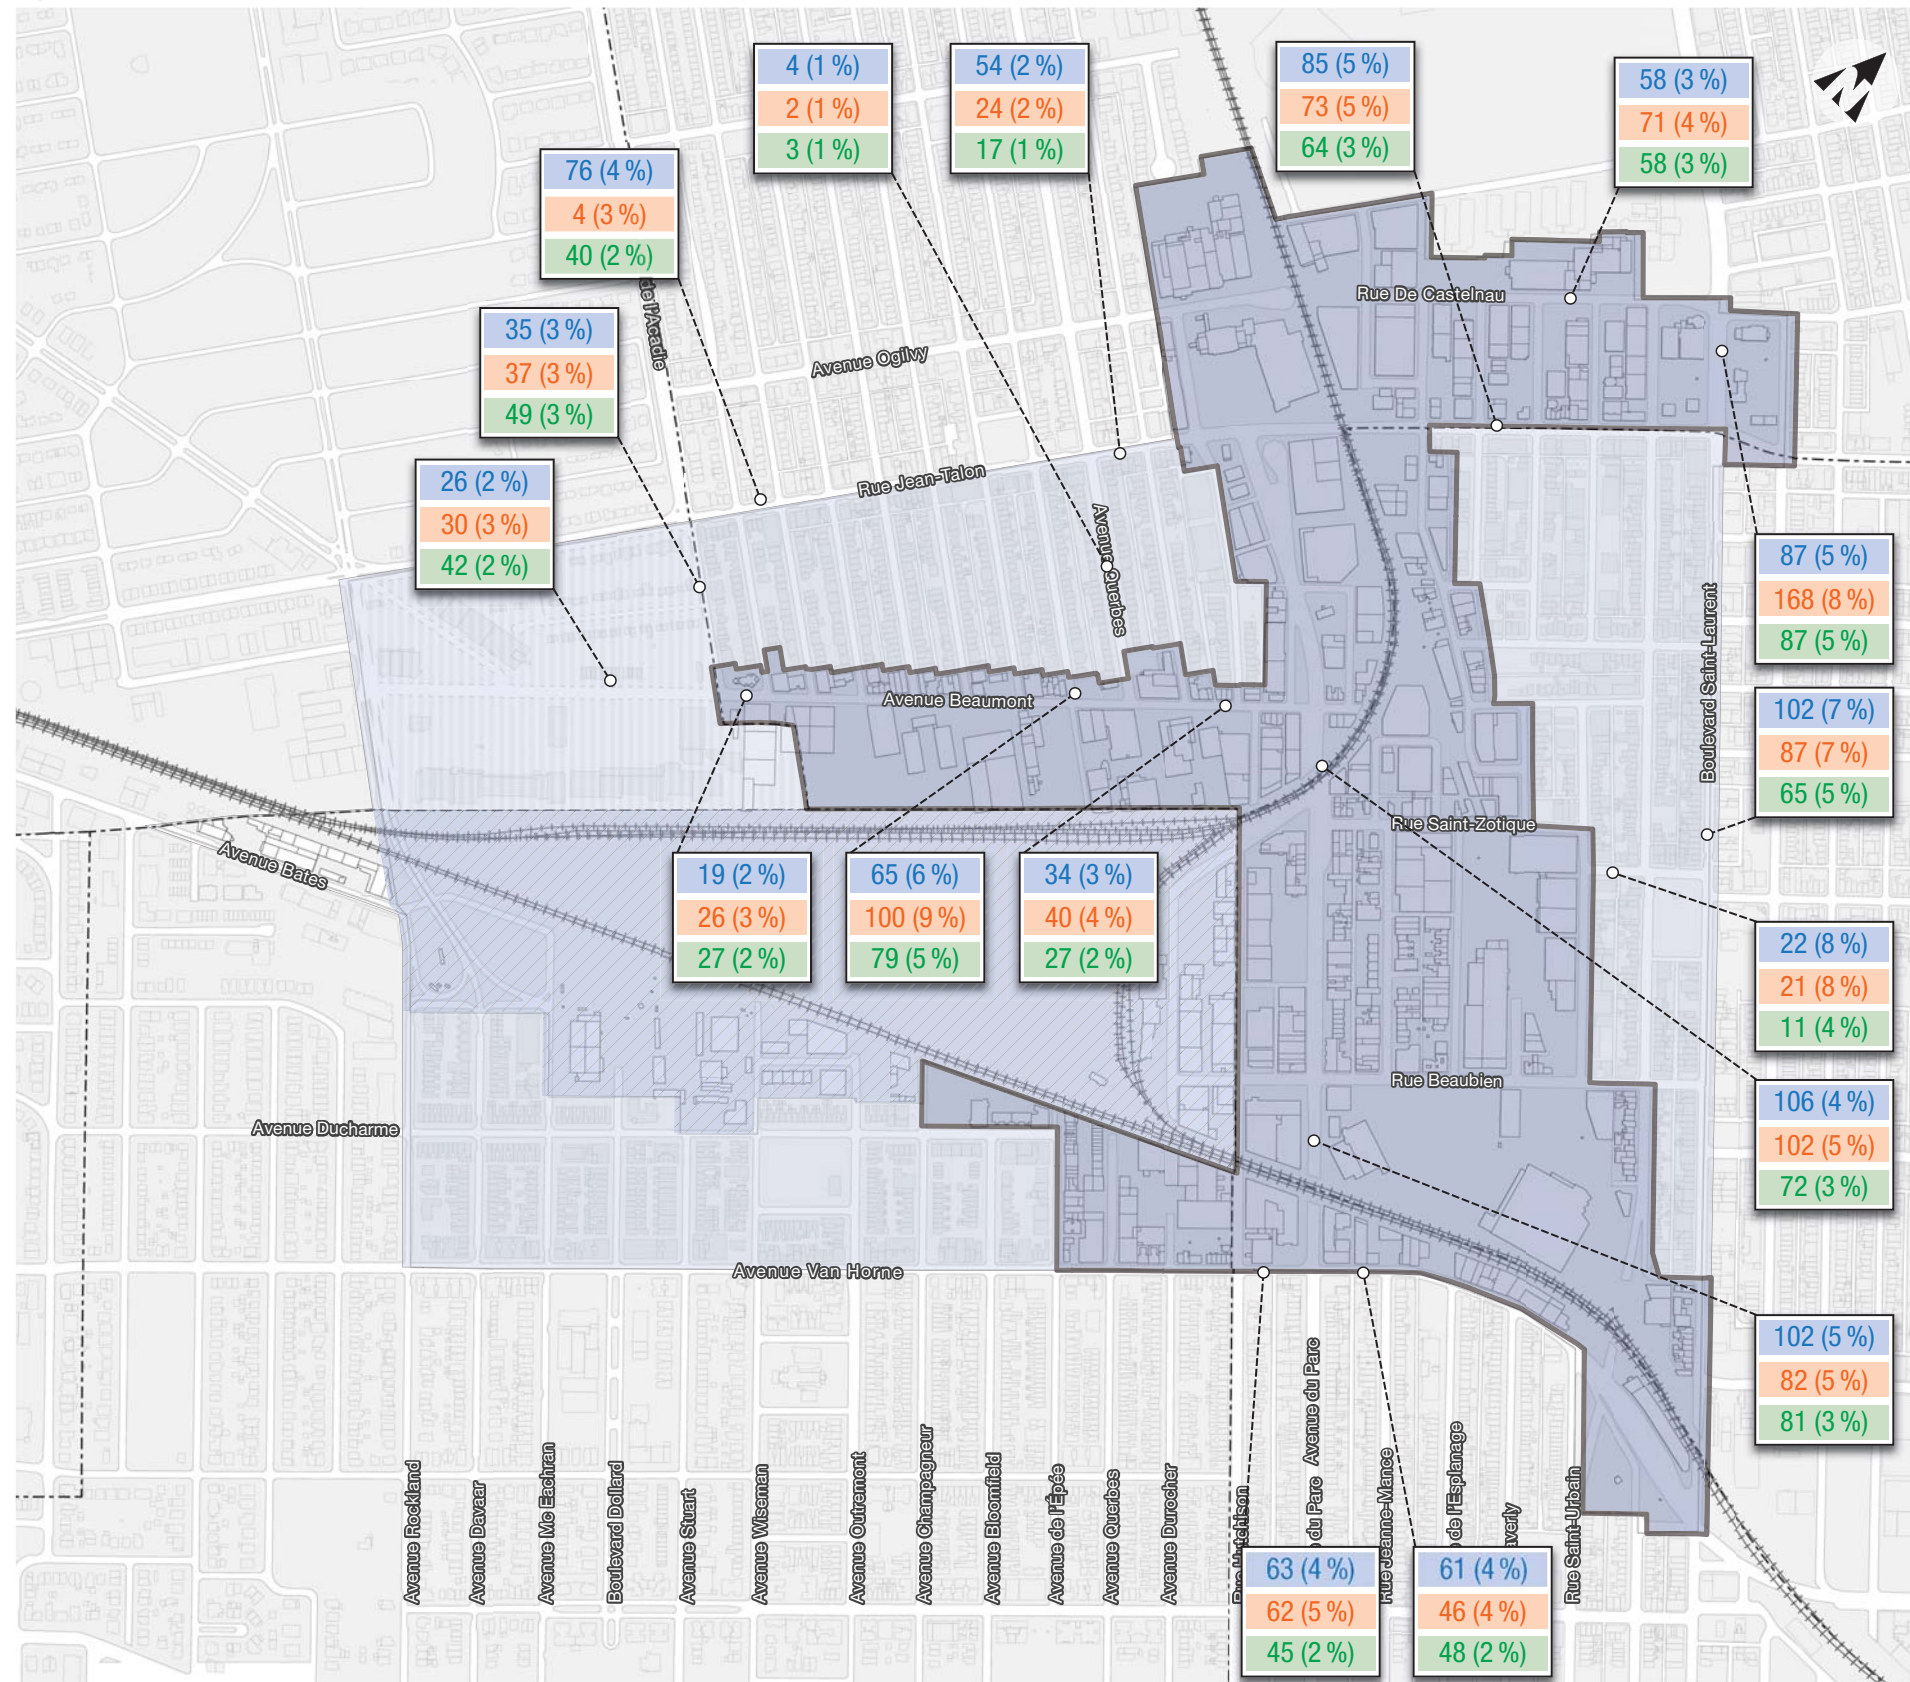 4 (1 %)
2 (1 %)
3 (1 %)
54 (2 %)
24 (2 %)
17 (1 %)
85 (5 %)
73 (5 %)
64 (3 %)
58 (3 %)
71 (4 %)
58 (3 %)
76 (4 %)
4 (3 %)
40 (2 %)
de l'Acadie
Rue De Castelnau
35 (3 %)
37 (3 %)
49 (3 %)
Avenue Ogilvy
26 (2 %)
30 (3 %)
42 (2 %)
Rue Jean-Talon
Avenue Querbes
87 (5 %)
168 (8 %)
87 (5 %)
Boulevard Saint-Laurent
Avenue Beaumont
102 (7 %)
87 (7 %)
65 (5 %)
Rue Saint-Zotique
Avenue Bates
19 (2 %)
26 (3 %)
27 (2 %)
65 (6 %)
100 (9 %)
79 (5 %)
34 (3 %)
40 (4 %)
27 (2 %)
22 (8 %)
21 (8 %)
11 (4 %)
Rue Beaubien
106 (4 %)
102 (5 %)
72 (3 %)
Avenue Ducharme
Avenue Van Horne
102 (5 %)
82 (5 %)
81 (3 %)
Avenue Rockland
Avenue Davaar
Avenue Mc Eachran
Boulevard Dollard
Avenue Stuart
Avenue Wiseman
Avenue Outremont
Avenue Champagneur
Avenue Bloomfield
Avenue de l'Épée
Avenue Querbes
Avenue Durocher
Avenue du Parc
du Parc
Rue Jeanne-Mance
de l'Esplanage
Rue Saint-Urbain
63 (4 %)
62 (5 %)
45 (2 %)
61 (4 %)
46 (4 %)
48 (2 %)